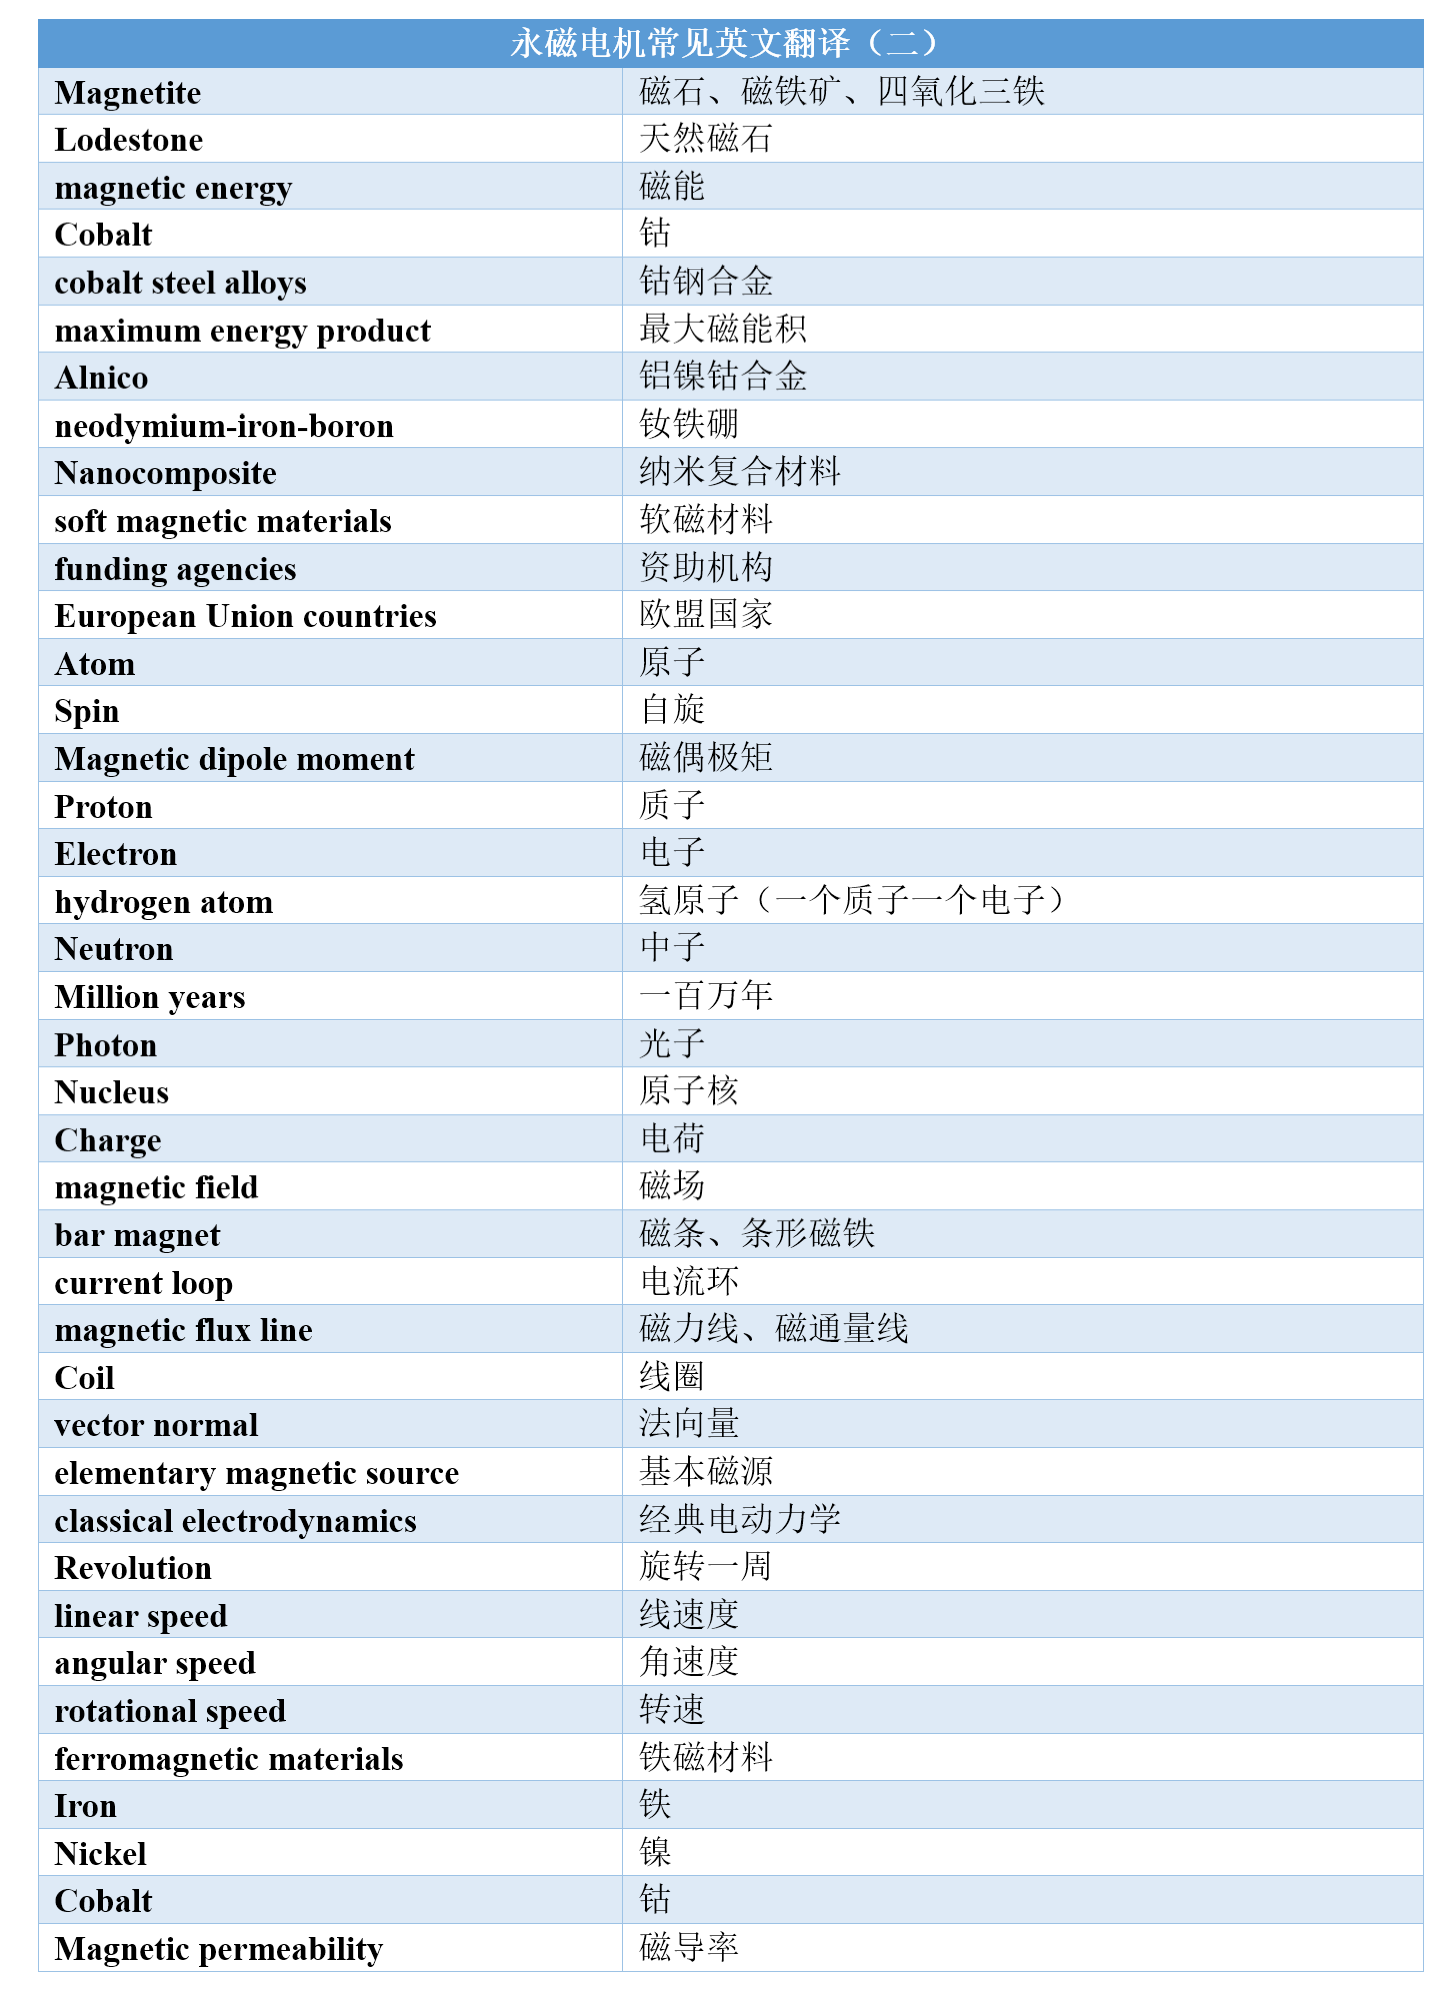 永磁电机常见英文翻译（二）
Magnetite 磁石、磁铁矿、四氧化三铁
Lodestone 天然磁石
magnetic energy 磁能
Cobalt 钴
cobalt steel alloys 钴钢合金
maximum energy product 最大磁能积
Alnico 铝镍钴合金
neodymium-iron-boron 钕铁硼
Nanocomposite 纳米复合材料
soft magnetic materials 软磁材料
funding agencies 资助机构
European Union countries 欧盟国家
Atom 原子
Spin 自旋
Magnetic dipole moment 磁偶极矩
Proton 质子
Electron 电子
hydrogen atom 氢原子（一个质子一个电子）
Neutron 中子
Million years 一百万年
Photon 光子
Nucleus 原子核
Charge 电荷
magnetic field 磁场
bar magnet 磁条、条形磁铁
current loop 电流环
magnetic flux line 磁力线、磁通量线
Coil 线圈
vector normal 法向量
elementary magnetic source 基本磁源
classical electrodynamics 经典电动力学
Revolution 旋转一周
linear speed 线速度
angular speed 角速度
rotational speed 转速
ferromagnetic materials 铁磁材料
Iron 铁
Nickel 镍
Cobalt 钴
Magnetic permeability 磁导率